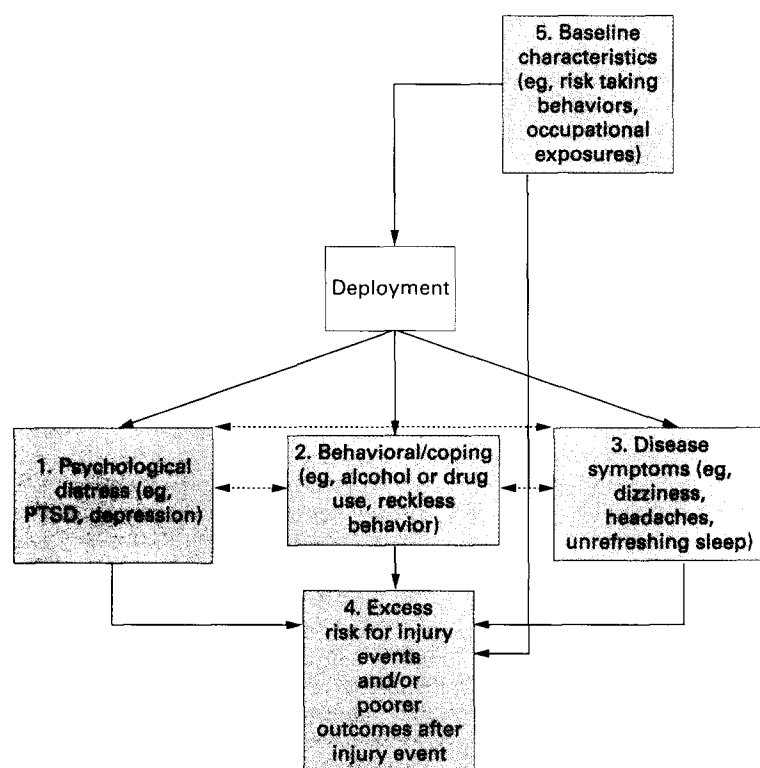 5. Baseline
characteristics
(eg, risk taking
behaviors,
occupational
exposures)
Deployment
1. Psychological
distress (eg,
PTSD, depression)
2. Behavioral/coping
(eg, alcohol or drug
use, reckless
behavior)
3. Disease
symptoms (eg,
dizziness,
headaches,
unrefreshing sleep)
4. Excess
risk for injury
events
and/or
poorer
outcomes after
injury event